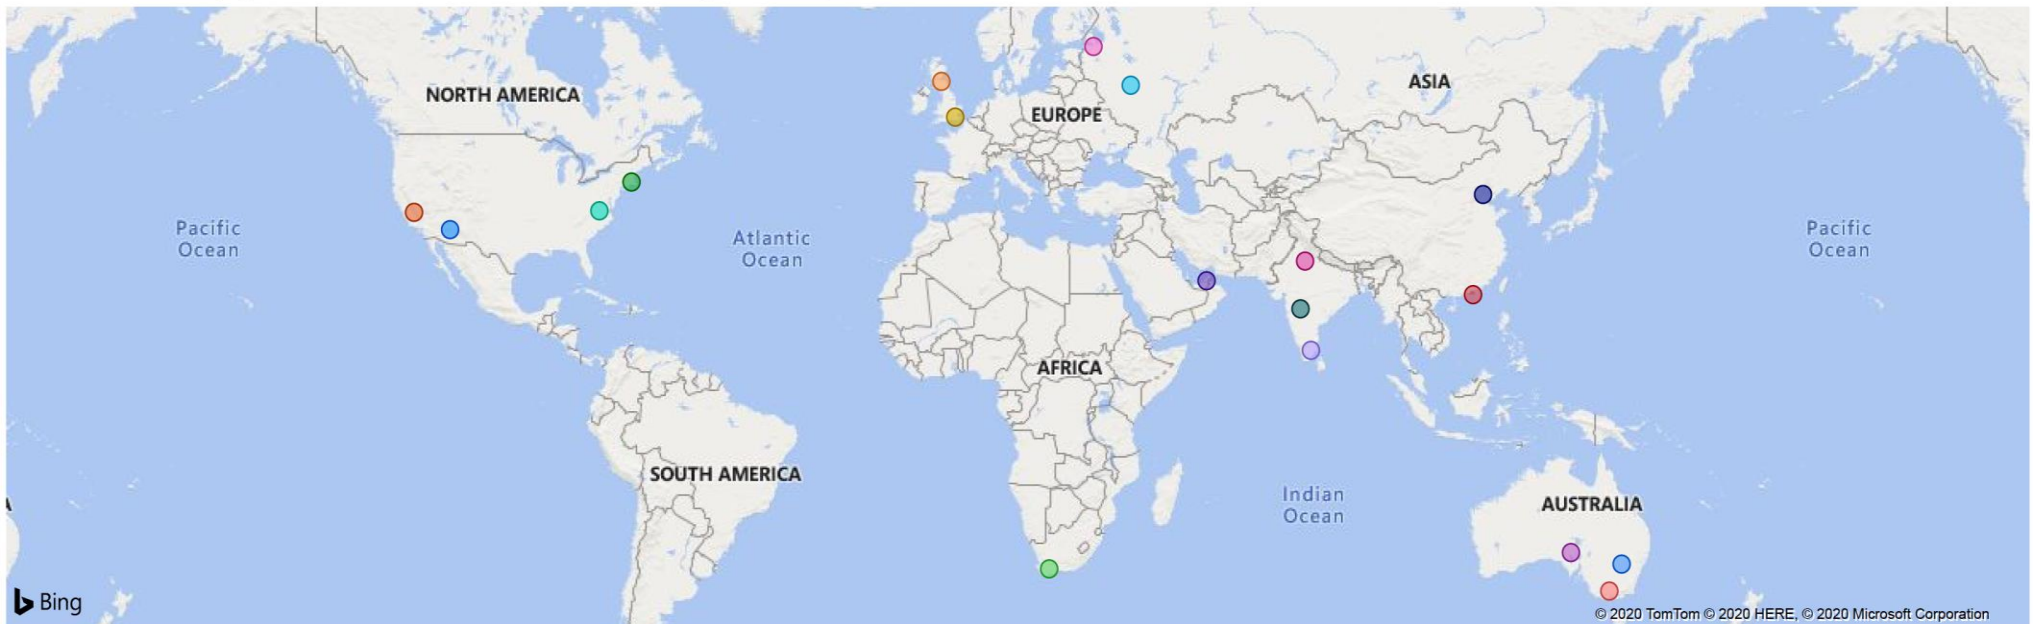 NORTH AMERICA
ASIA
EUROPE
Pacific
Ocean
Atlantic
Ocean
Pacific
Ocean
AFRICA
SOUTH AMERICA
Indian
Ocean
AUSTRALIA
A
Bing
© 2020 TomTom © 2020 HERE, © 2020 Microsoft Corporation